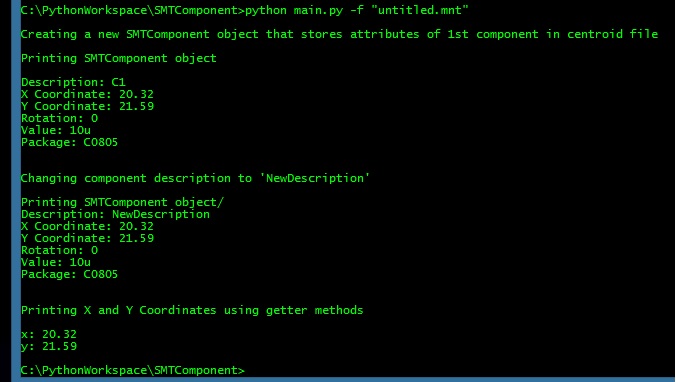 C:\PythonWorkspace\SMTComponent>python main.py -f "untitled.mnt"
Creating a new SMTComponent object that stores attributes of 1st component in centroid file
Printing SMTComponent object
Description: C1
X Coordinate: 20.32
Y Coordinate: 21.59
Rotation: 0
Value: 10u
Package: C0805
Changing component description to 'NewDescription'
Printing SMTComponent object/
Description: NewDescription
X Coordinate: 20.32
Y Coordinate: 21.59
Rotation: 0
Value: 10u
Package: C0805
Printing X and Y Coordinates using getter methods
x: 20.32
y: 21.59
C:\PythonWorkspace\SMTComponent>